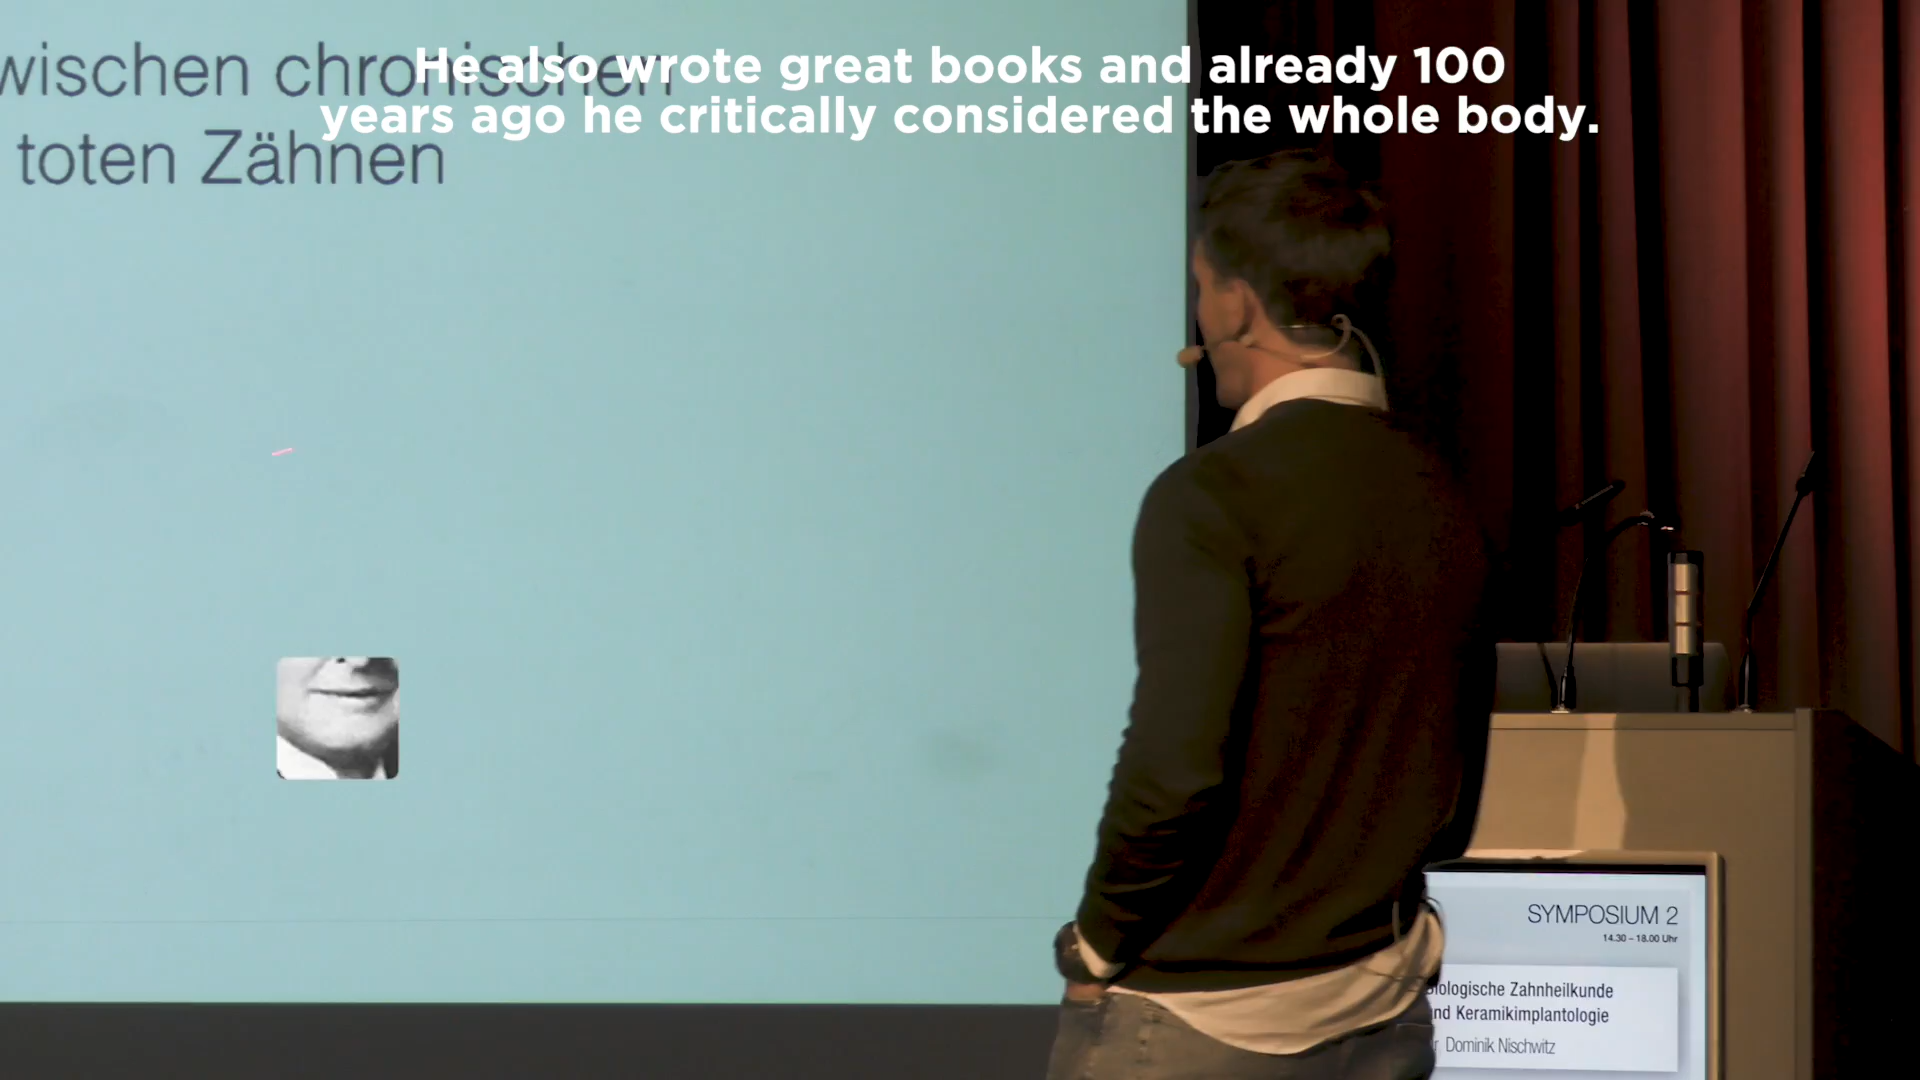 wischen chronischen
toten Zähnen
He also wrote great books and already 100
years ago he critically considered the whole body.
SYMPOSIUM 2
14.30 – 18.00 Uhr
Biologische Zahnheilkunde
und Keramikimplantologie
Dominik Nischwitz